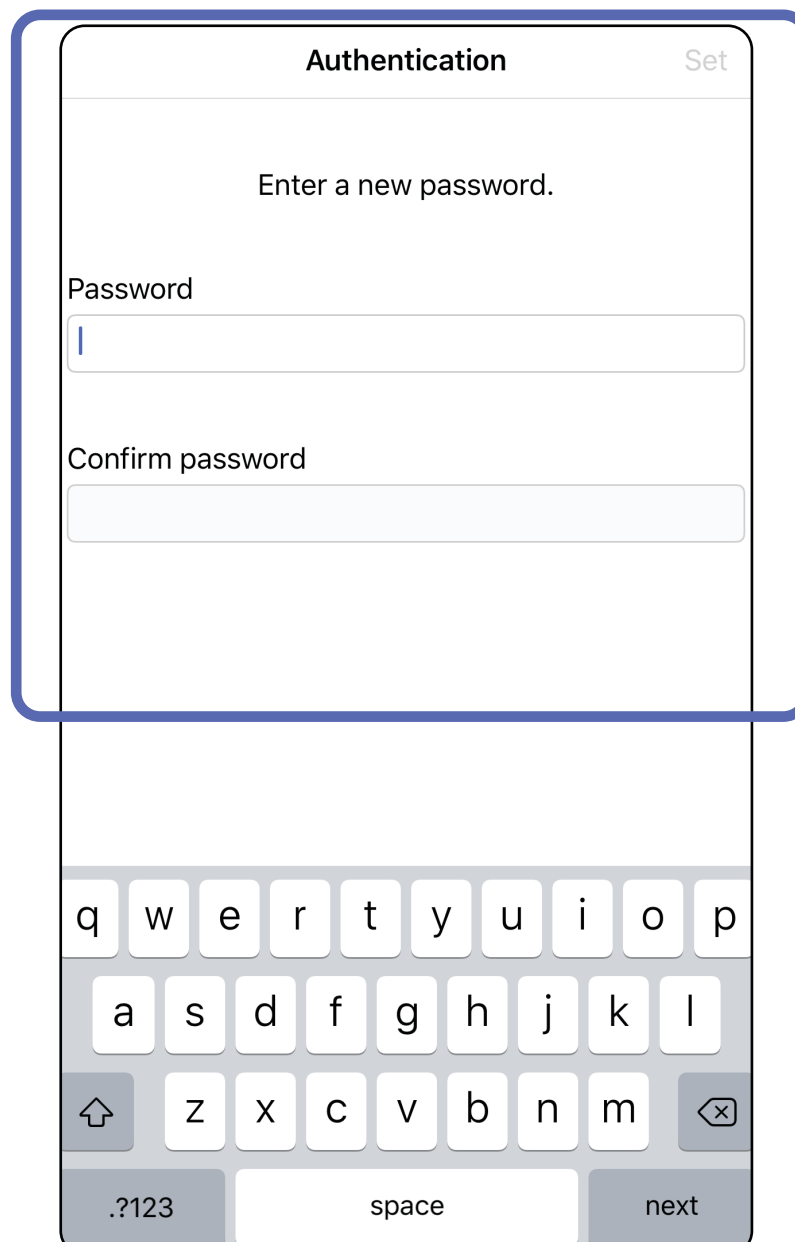 Authentication Set
Enter a new password.
Password
Confirm password
q w e r t y u i o p
a s d f g h j k l
z x c v b n m
.?123 space next